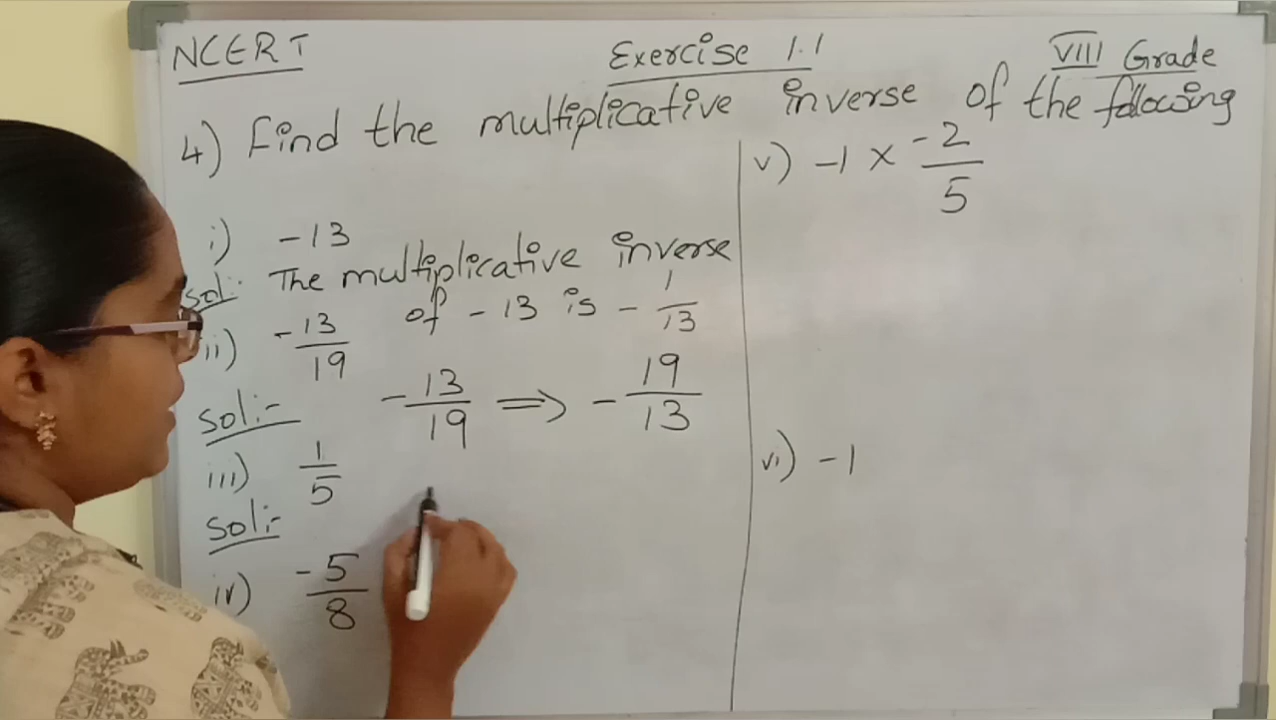 NCERT Exercise 1.1 VIII Grade
4) Find the multiplicative inverse of the following
i) -13
Sol: The multiplicative inverse
of -13 is -1/13
ii) -13/19
Sol:- -13/19 ⇒ -19/13
iii) 1/5
Sol:-
iv) -5/8
v) -1 × -2/5
vi) -1